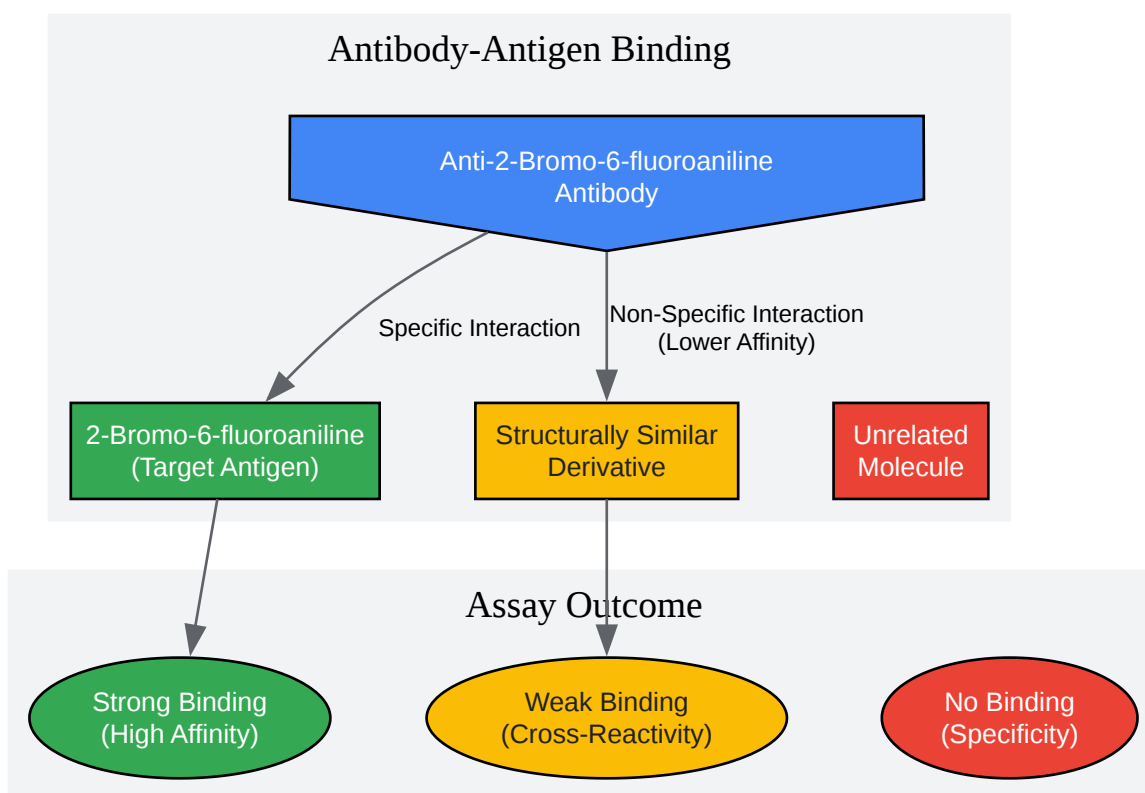 Antibody-Antigen Binding
Anti-2-Bromo-6-fluoroaniline
Antibody
Specific Interaction
Non-Specific Interaction
(Lower Affinity)
2-Bromo-6-fluoroaniline
(Target Antigen)
Structurally Similar
Derivative
Unrelated
Molecule
Assay Outcome
Strong Binding
(High Affinity)
Weak Binding
(Cross-Reactivity)
No Binding
(Specificity)